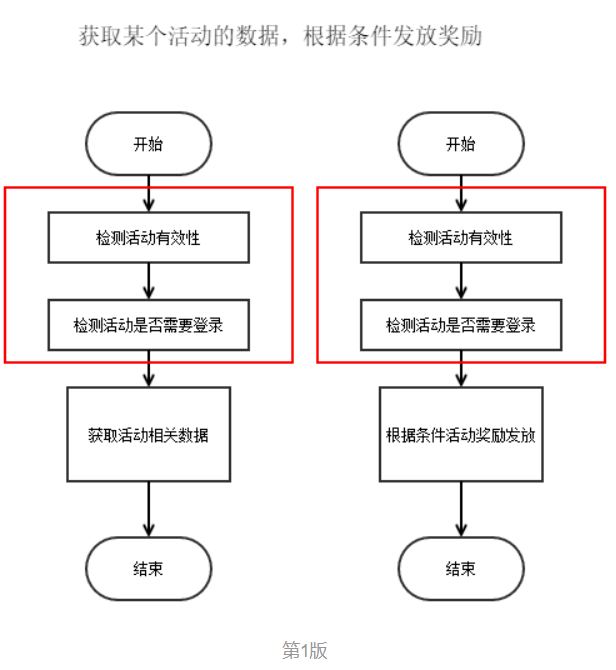 获取某个活动的数据，根据条件发放奖励
开始
检测活动有效性
检测活动是否需要登录
获取活动相关数据
结束
开始
检测活动有效性
检测活动是否需要登录
根据条件活动奖励发放
结束
第1版